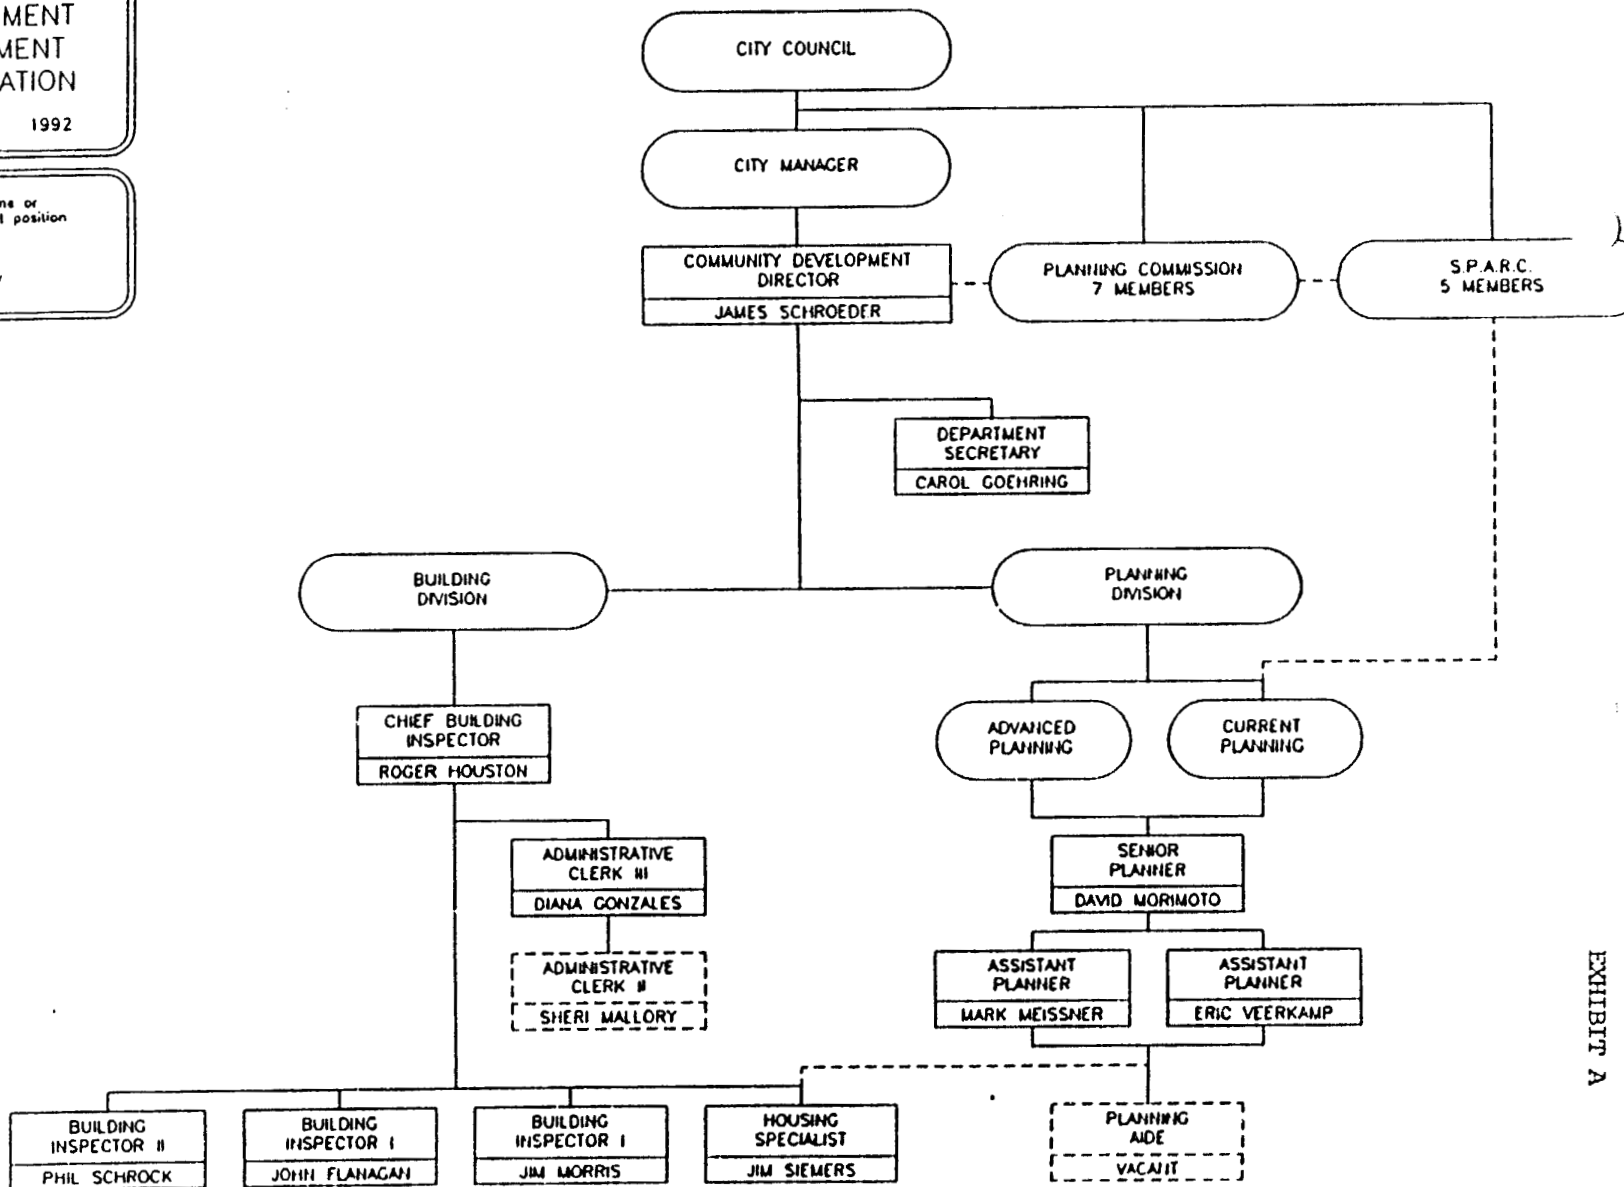 MENT
MENT
ATION
1992
ne or
l position
CITY COUNCIL
CITY MANAGER
COMMUNITY DEVELOPMENT
DIRECTOR
JAMES SCHROEDER
PLANNING COMMISSION
7 MEMBERS
S.P.A.R.C.
5 MEMBERS
DEPARTMENT
SECRETARY
CAROL GOEHRING
BUILDING
DIVISION
PLANNING
DIVISION
CHIEF BUILDING
INSPECTOR
ROGER HOUSTON
ADVANCED
PLANNING
CURRENT
PLANNING
ADMINISTRATIVE
CLERK III
DIANA GONZALES
SENIOR
PLANNER
DAVID MORIMOTO
ADMINISTRATIVE
CLERK II
SHERI MALLORY
ASSISTANT
PLANNER
MARK MEISSNER
ASSISTANT
PLANNER
ERIC VEERKAMP
BUILDING
INSPECTOR II
PHIL SCHROCK
BUILDING
INSPECTOR I
JOHN FLANAGAN
BUILDING
INSPECTOR I
JIM MORRIS
HOUSING
SPECIALIST
JIM SIEMERS
PLANNING
AIDE
VACANT
EXHIBIT A